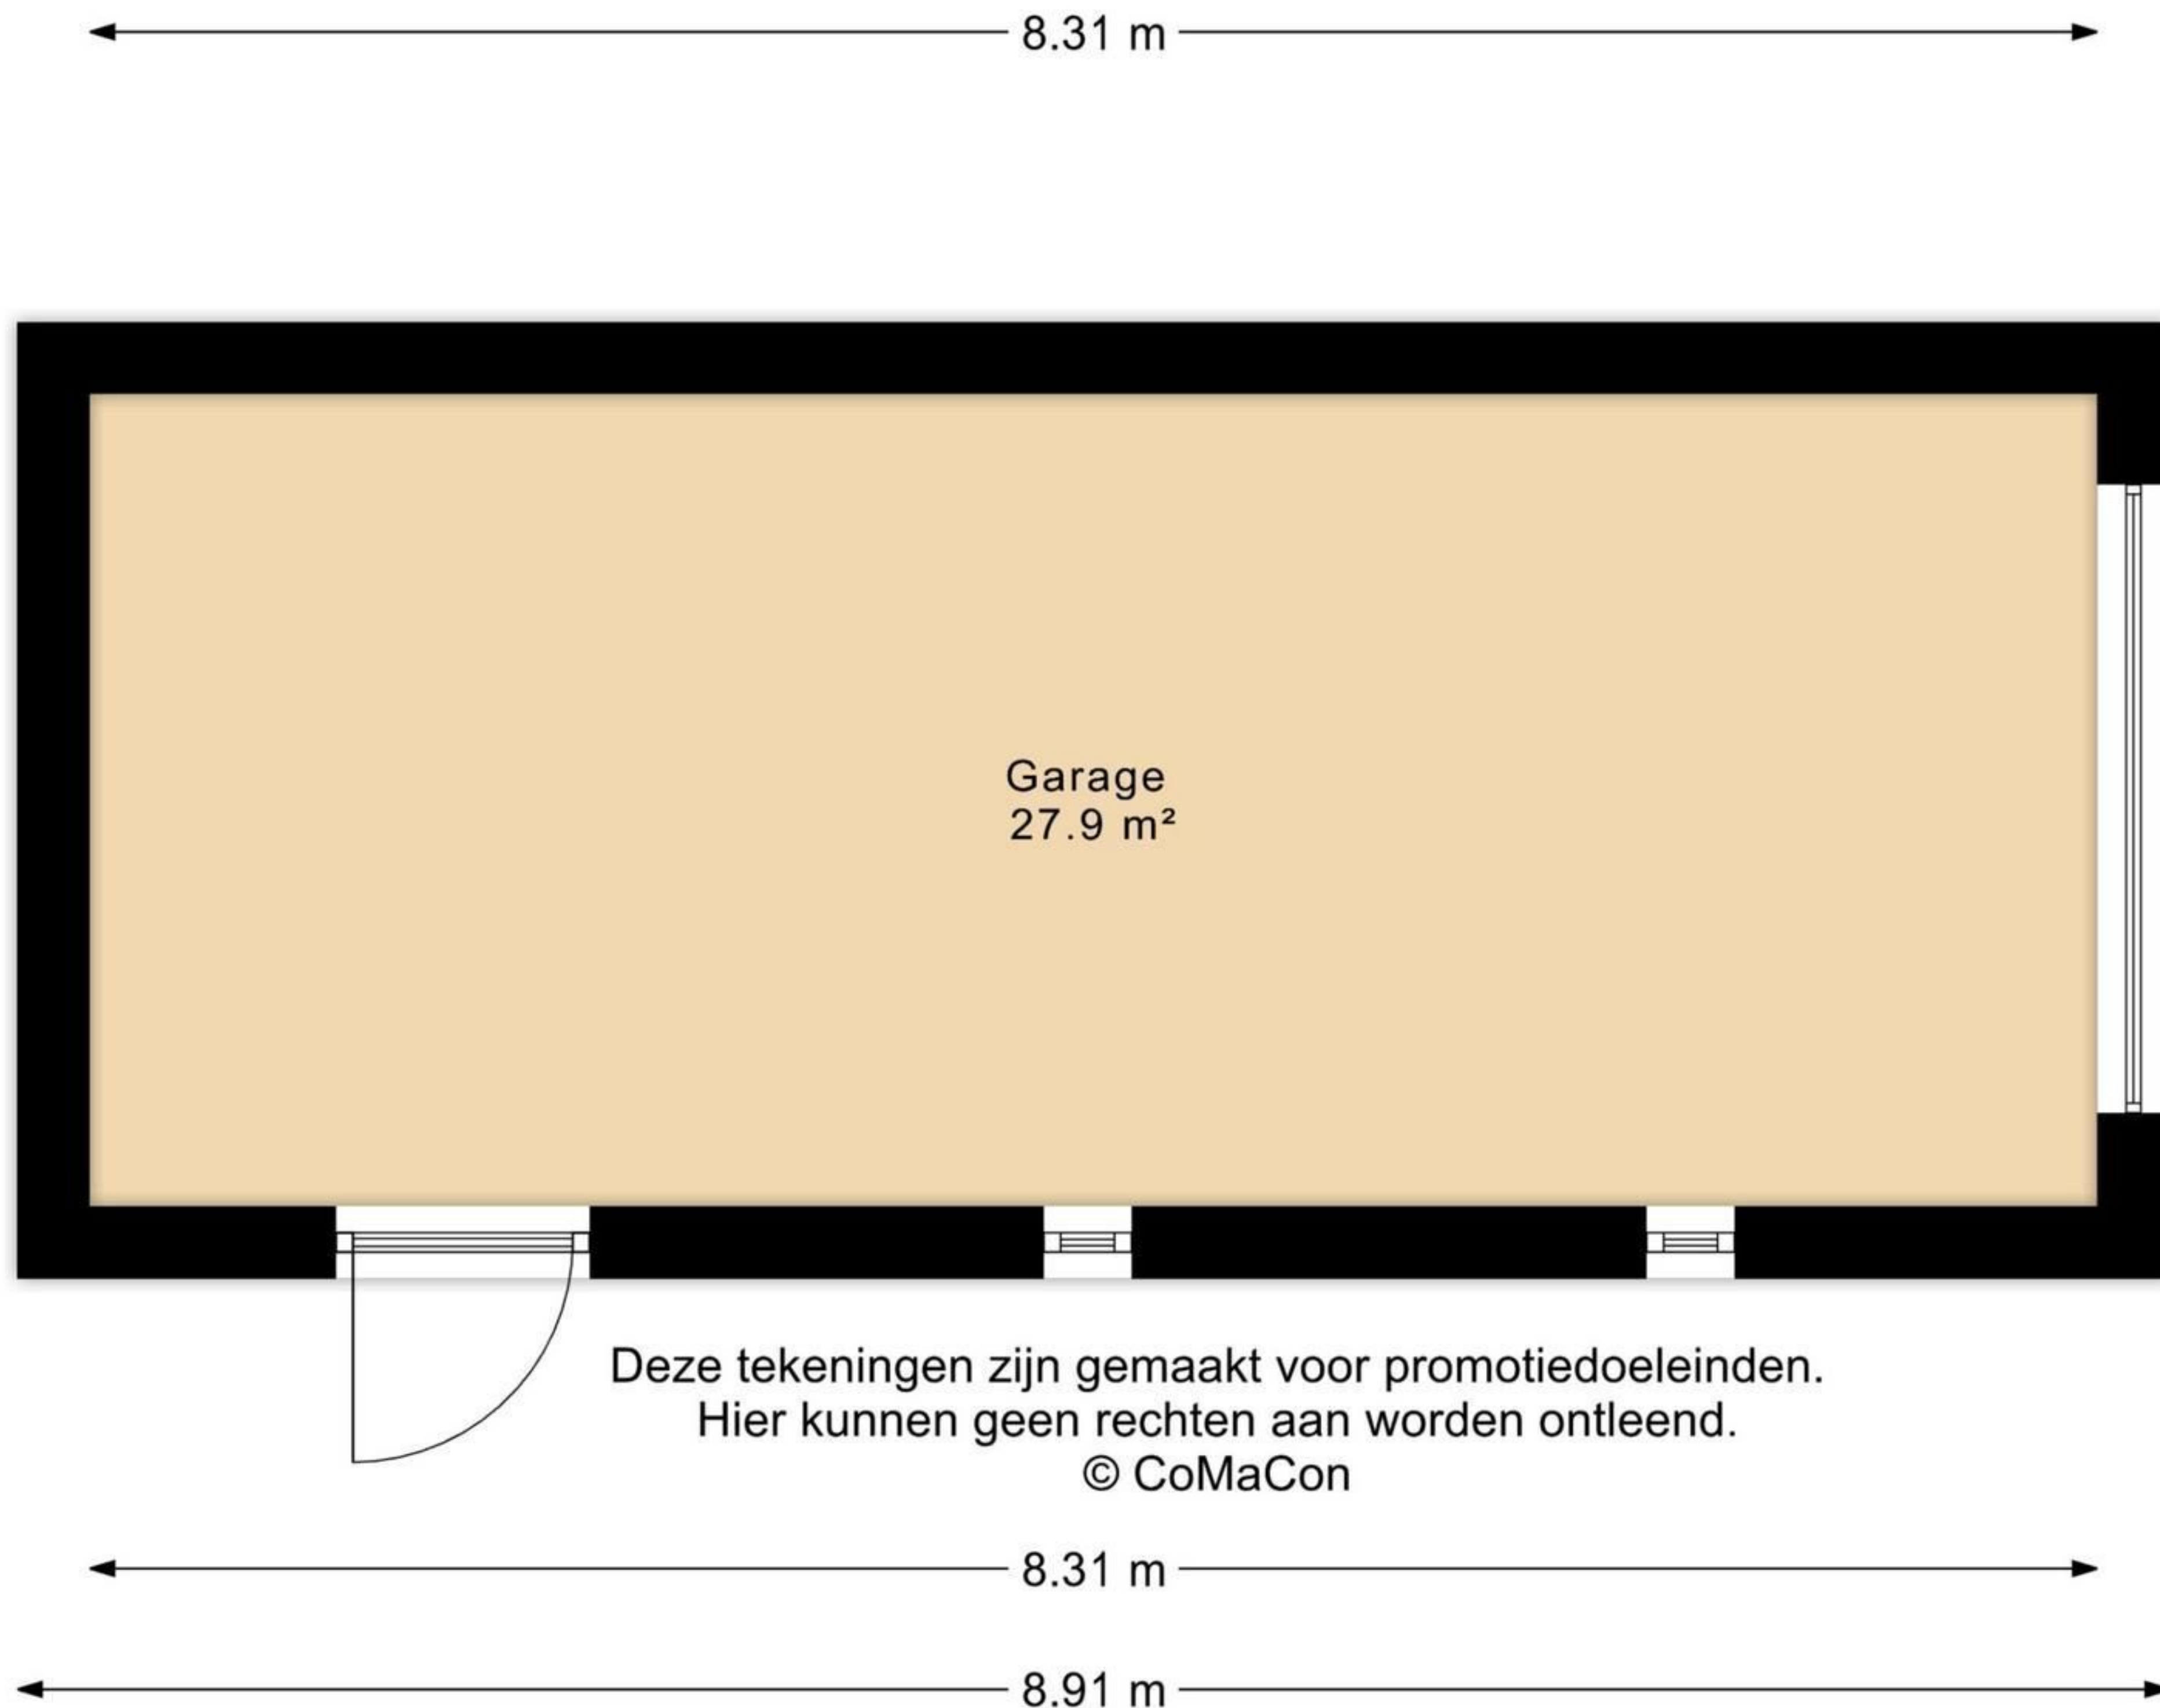 8.31 m
Garage
27.9 m²
Deze tekeningen zijn gemaakt voor promotiedoeleinden.
Hier kunnen geen rechten aan worden ontleend.
© CoMaCon
8.31 m
8.91 m